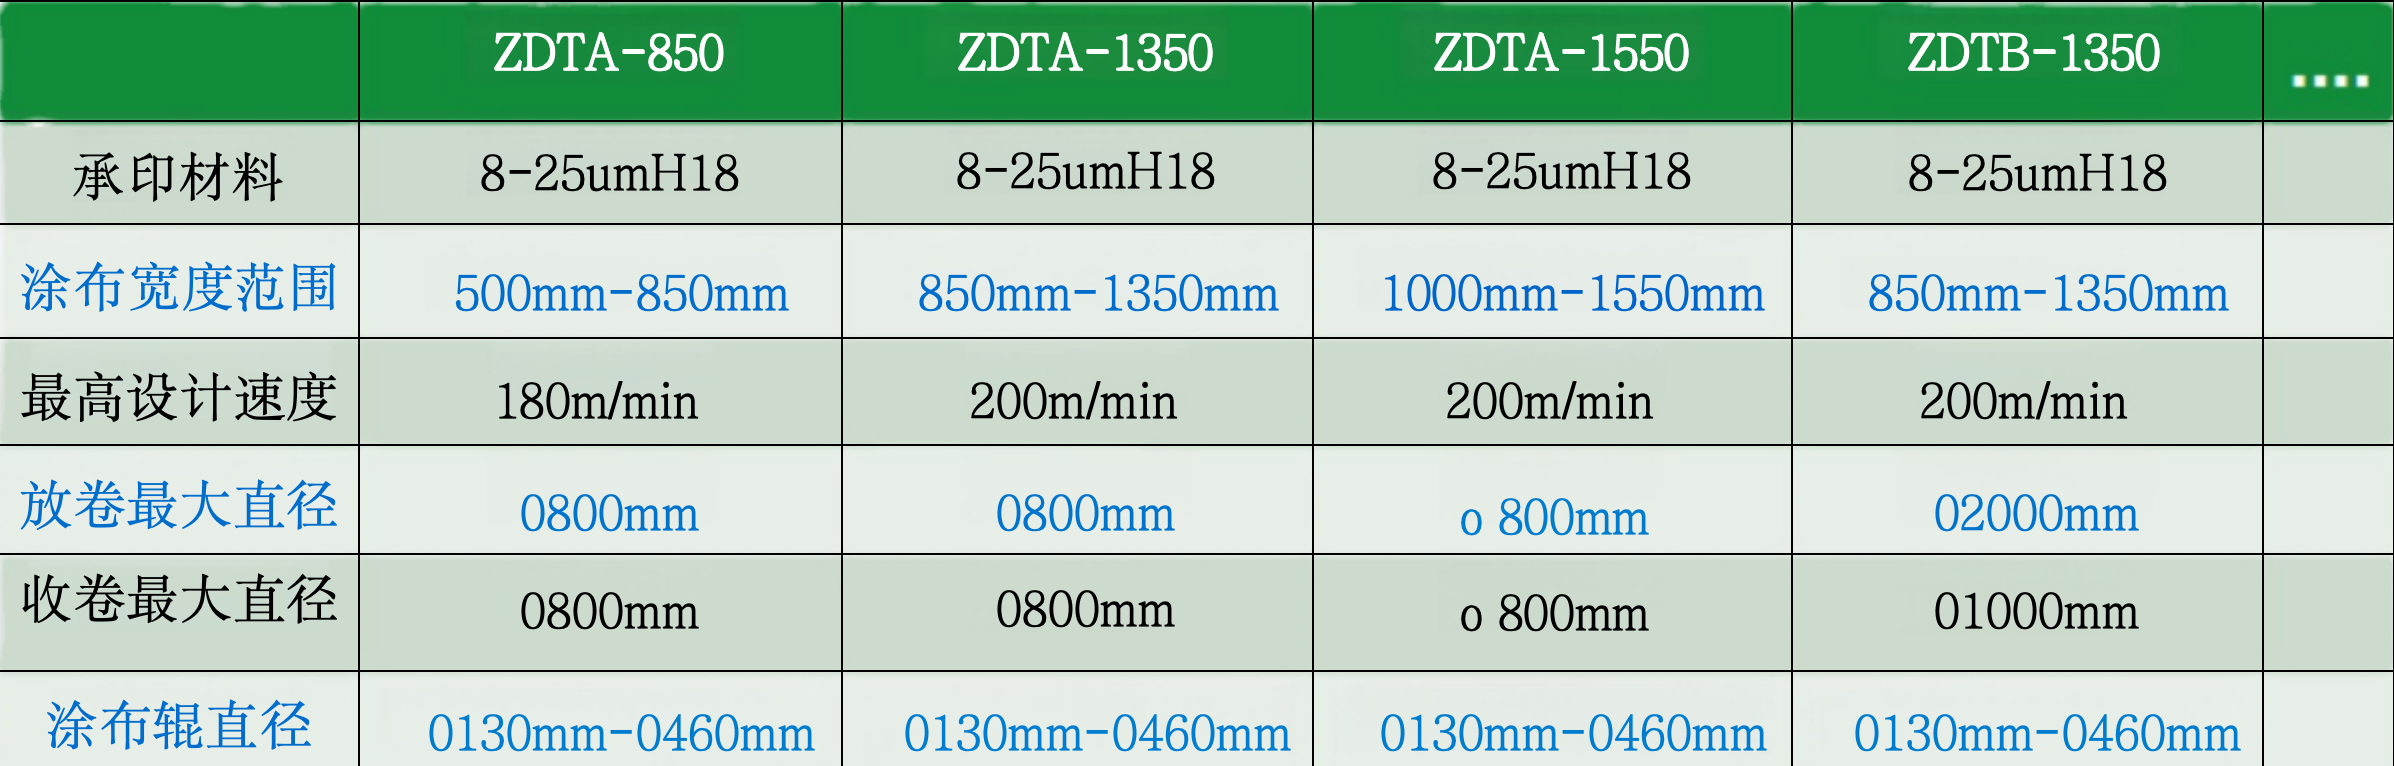 ZDTA-850 ZDTA-1350 ZDTA-1550 ZDTB-1350 ....
承印材料 8-25umH18 8-25umH18 8-25umH18 8-25umH18
涂布宽度范围 500mm-850mm 850mm-1350mm 1000mm-1550mm 850mm-1350mm
最高设计速度 180m/min 200m/min 200m/min 200m/min
放卷最大直径 0800mm 0800mm o 800mm 02000mm
收卷最大直径 0800mm 0800mm o 800mm 01000mm
涂布辊直径 0130mm-0460mm 0130mm-0460mm 0130mm-0460mm 0130mm-0460mm